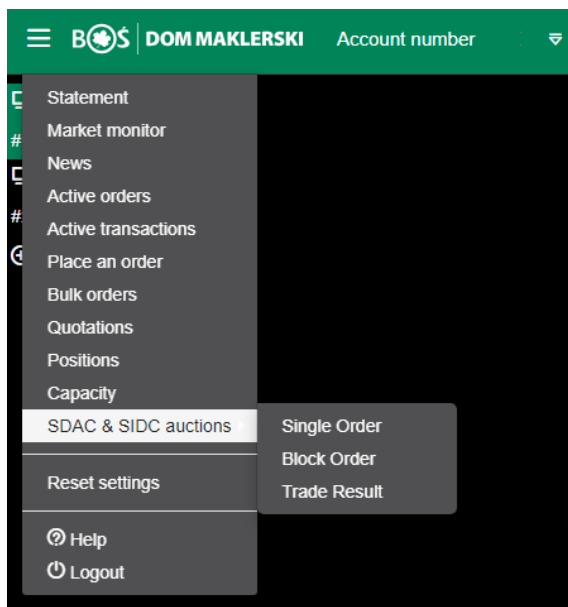 BOŚ DOM MAKLERSKI Account number
Statement
Market monitor
#
News
Active orders
#
Active transactions
Place an order
Bulk orders
Quotations
Positions
Capacity
SDAC & SIDC auctions
Single Order
Block Order
Trade Result
Reset settings
Help
Logout